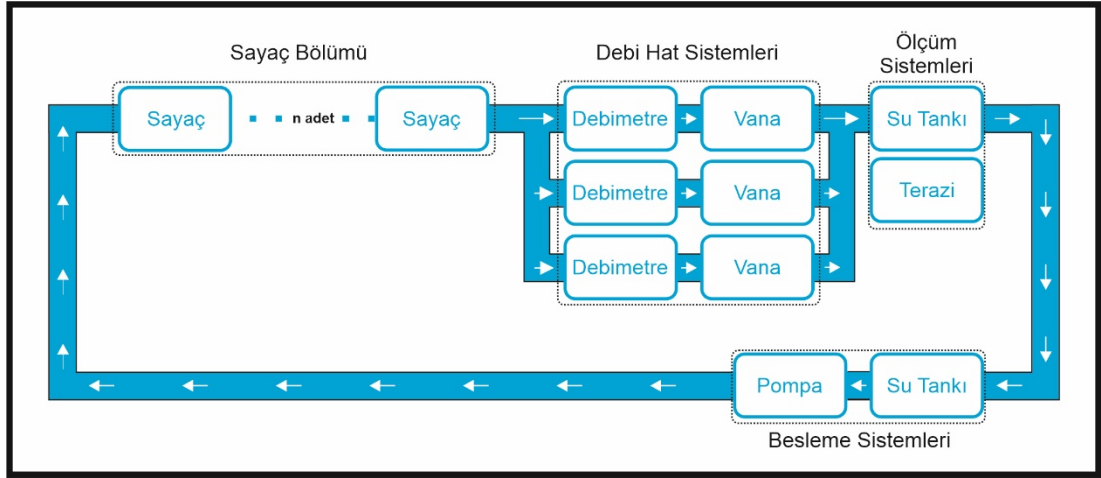 Sayaç Bölümü
Debi Hat Sistemleri
Ölçüm
Sistemleri
Sayaç
n adet
Sayaç
Debimetre
Vana
Su Tankı
Debimetre
Vana
Terazi
Debimetre
Vana
Pompa
Su Tankı
Besleme Sistemleri